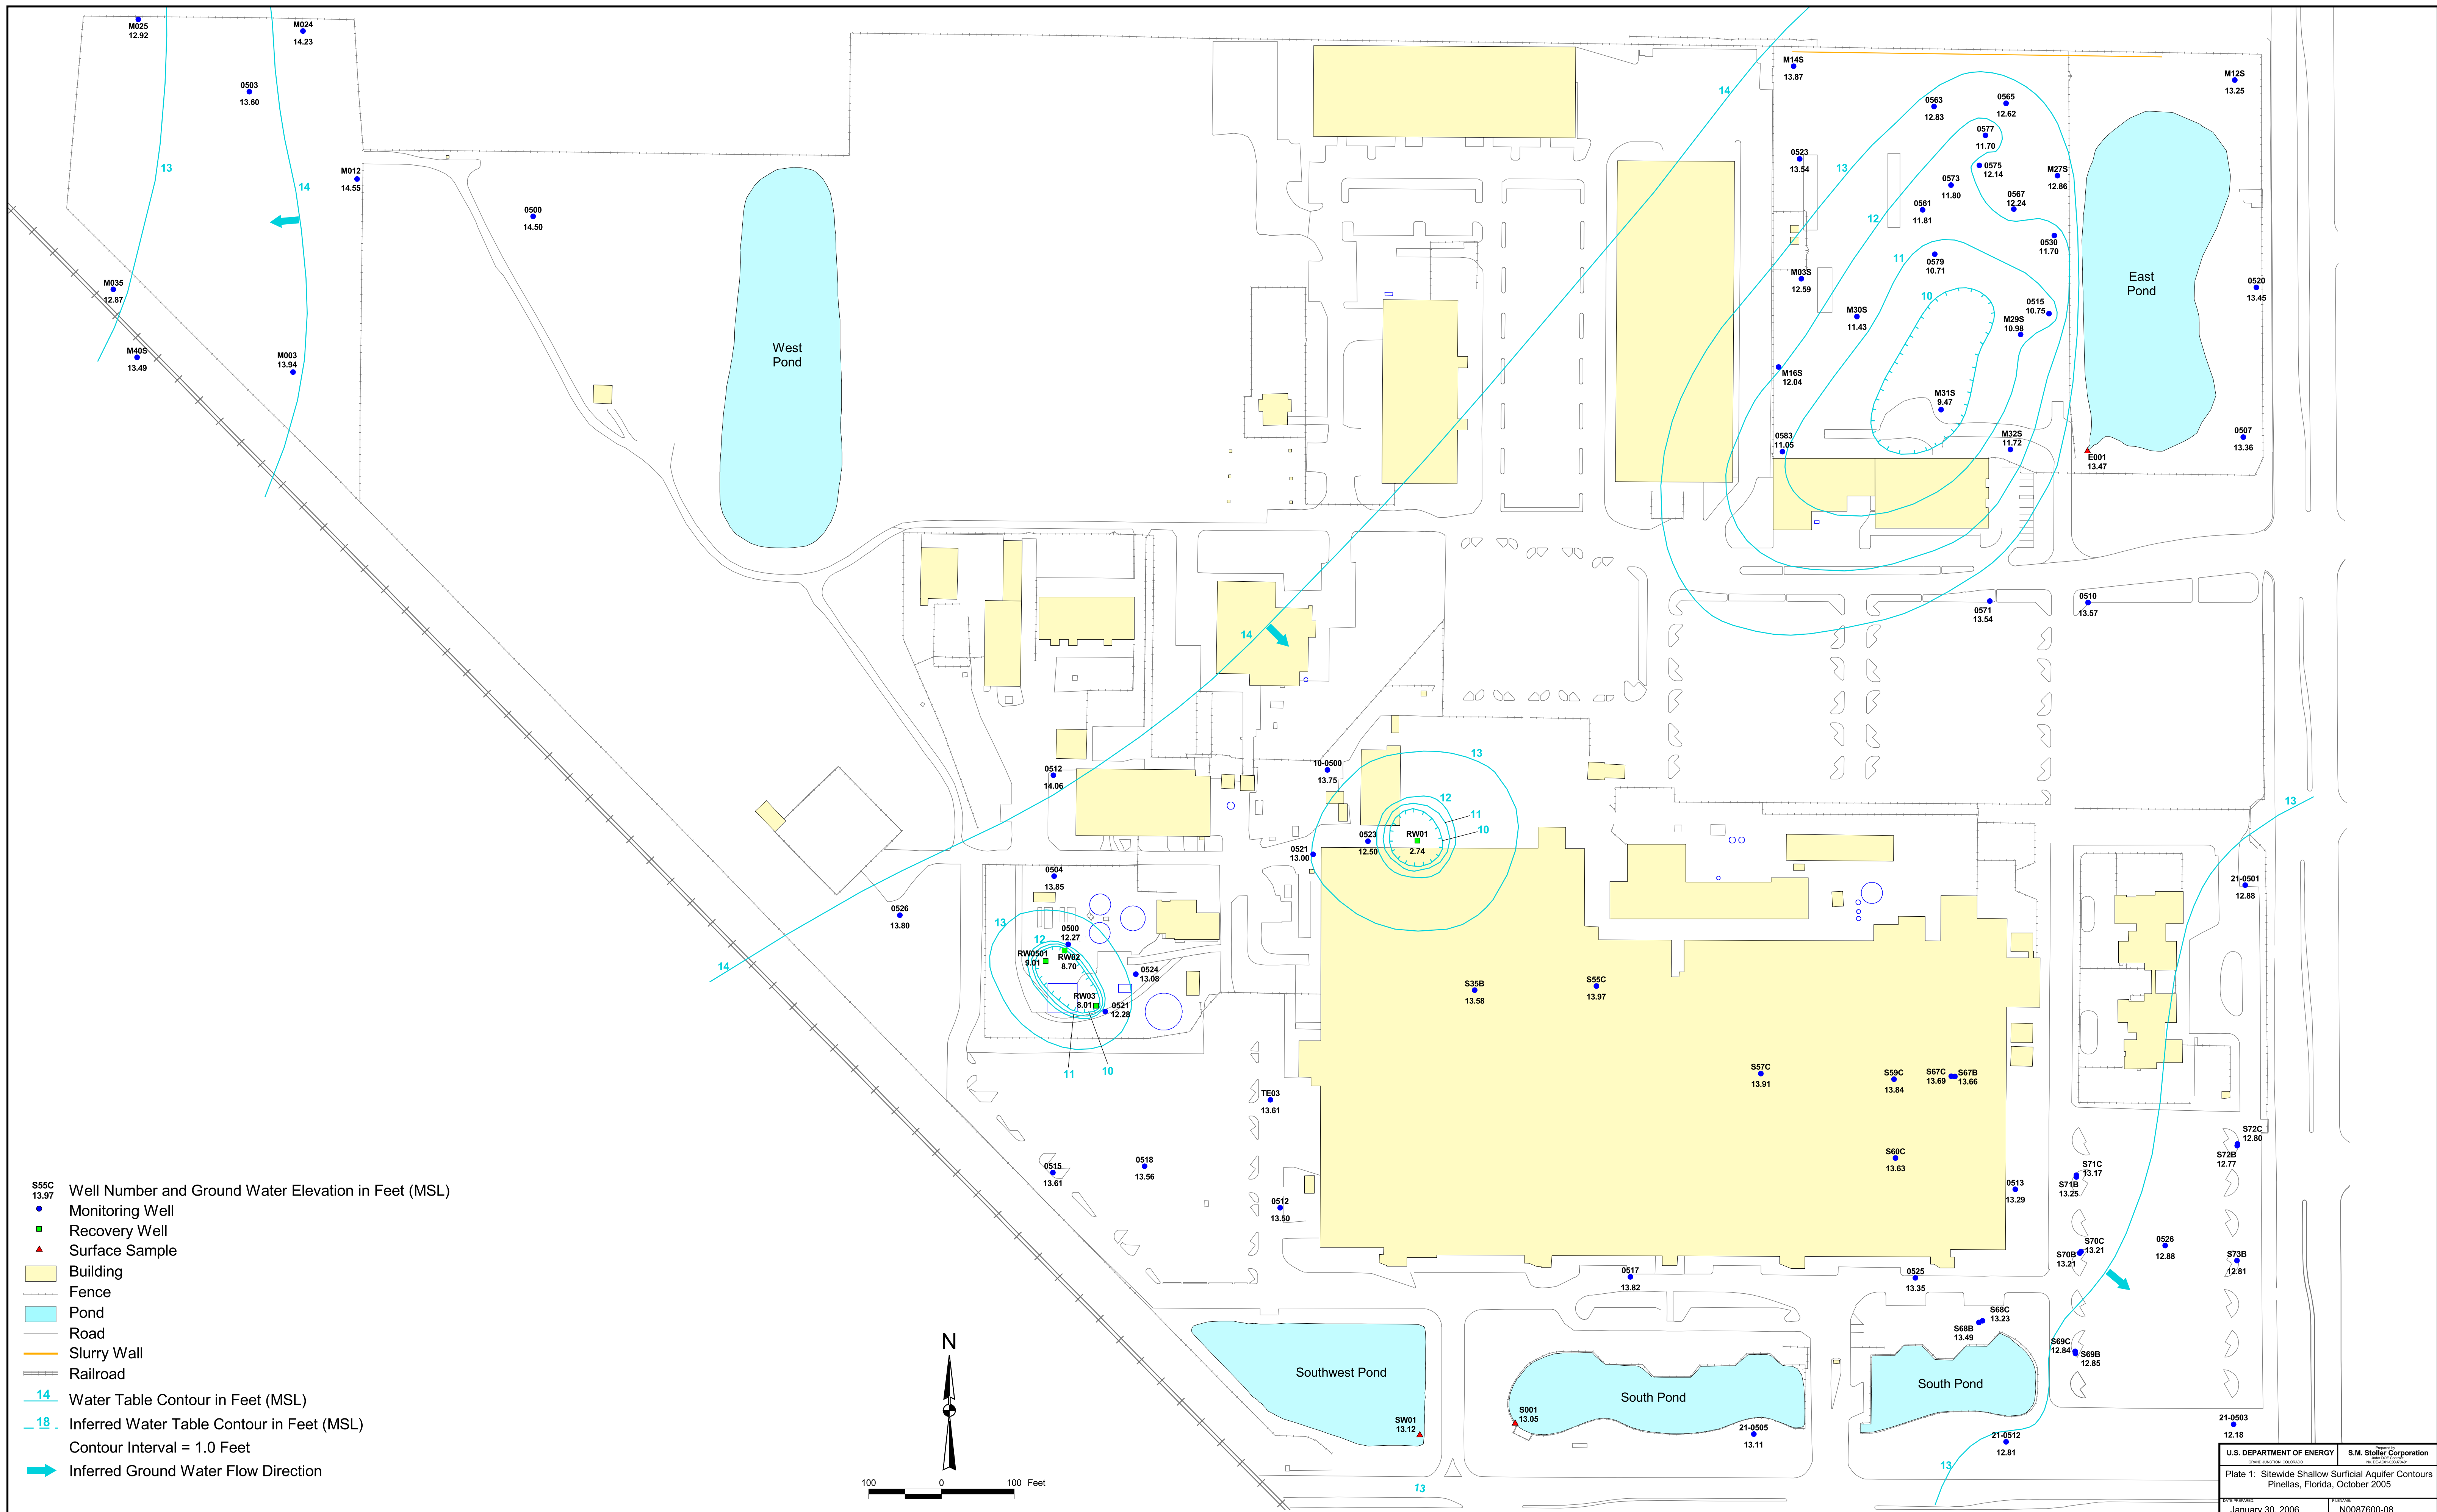 M025
12.92
M024
14.23
0503
13.60
13
14
M012
14.55
0500
14.50
M035
12.87
M40S
13.49
M003
13.94
West
Pond
14
M14S
13.87
M12S
13.25
0563
12.83
0565
12.62
0577
11.70
0523
13.54
13
0575
12.14
0573
11.80
M27S
12.86
0567
12.24
0561
11.81
12
0530
11.70
11
0579
10.71
M03S
12.59
East
Pond
0520
13.45
10
0515
10.75
M30S
11.43
M29S
10.98
M16S
12.04
M31S
9.47
0583
11.05
M32S
11.72
0507
13.36
E001
13.47
0571
13.54
0510
13.57
14
0512
14.06
10-0500
13.75
13
12
11
10
RW01
2.74
0523
12.50
0521
13.00
13
0504
13.85
0526
13.80
21-0501
12.88
13
12
0500
12.27
RW0501
9.01
RW02
8.70
14
0524
13.08
RW03
8.01
0521
12.28
11
10
S35B
13.58
S55C
13.97
S57C
13.91
S59C
13.84
S67C
13.69
S67B
13.66
TE03
13.61
S60C
13.63
0515
13.61
0518
13.56
0512
13.50
0513
13.29
S72C
12.80
S72B
12.77
S71C
13.17
S71B
13.25
S70C
13.21
S70B
13.21
0526
12.88
S73B
12.81
0517
13.82
0525
13.35
S68C
13.23
S68B
13.49
S69C
12.84
S69B
12.85
Southwest Pond
SW01
13.12
S001
13.05
South Pond
South Pond
21-0505
13.11
21-0512
12.81
21-0503
12.18
13
13
S55C
13.97
Well Number and Ground Water Elevation in Feet (MSL)
Monitoring Well
Recovery Well
Surface Sample
Building
Fence
Pond
Road
Slurry Wall
Railroad
14
Water Table Contour in Feet (MSL)
18
Inferred Water Table Contour in Feet (MSL)
Contour Interval = 1.0 Feet
Inferred Ground Water Flow Direction
N
100 0 100 Feet
U.S. DEPARTMENT OF ENERGY
GRAND JUNCTION, COLORADO
Prepared by
S.M. Stoller Corporation
Under DOE Contract
Plate 1: Sitewide Shallow Surficial Aquifer Contours
Pinellas, Florida, October 2005
DATE PREPARED:
January 30, 2006
FILENAME:
N0087600-08